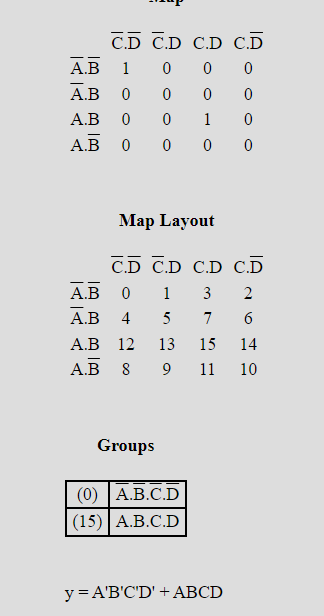 Map
C̅.D̅ C̅.D C.D C.D̅
A̅.B̅ 1 0 0 0
A̅.B 0 0 0 0
A.B 0 0 1 0
A.B̅ 0 0 0 0
Map Layout
C̅.D̅ C̅.D C.D C.D̅
A̅.B̅ 0 1 3 2
A̅.B 4 5 7 6
A.B 12 13 15 14
A.B̅ 8 9 11 10
Groups
(0) A̅.B̅.C̅.D̅
(15) A.B.C.D
y = A'B'C'D' + ABCD